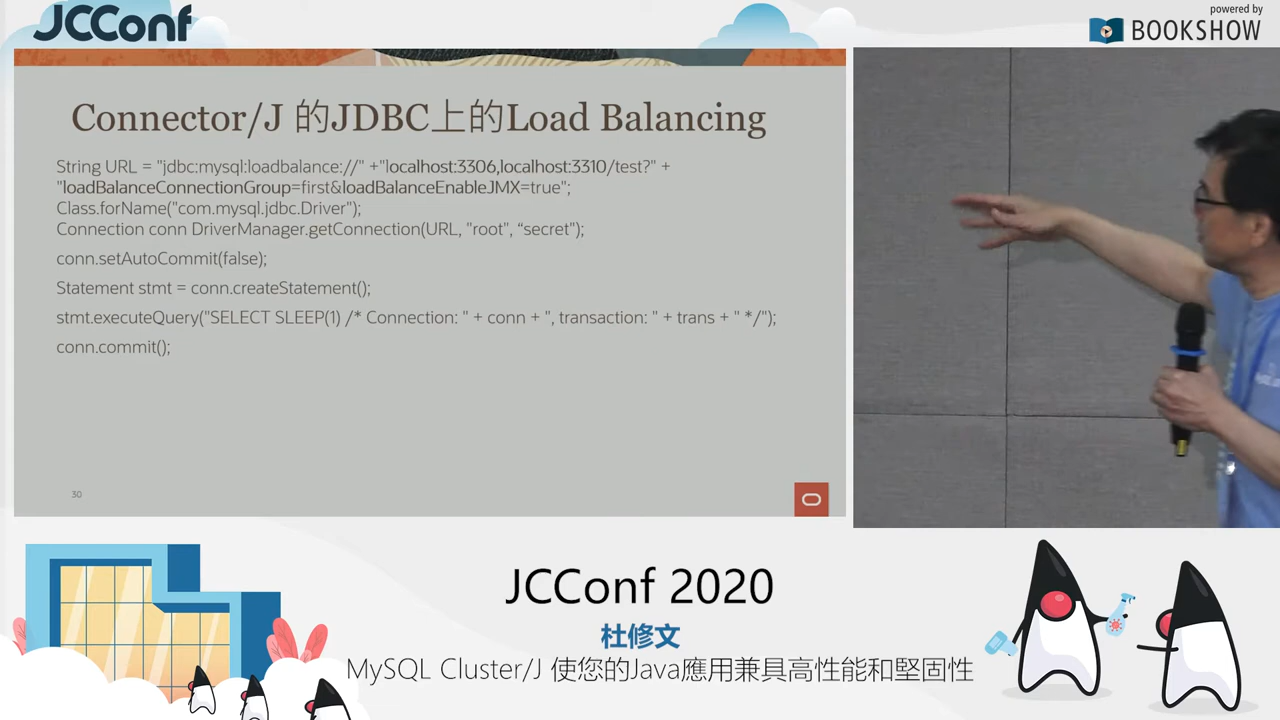 JCConf
powered by
BOOKSHOW
Connector/J 的JDBC上的Load Balancing
String URL = "jdbc:mysql:loadbalance://" +"localhost:3306,localhost:3310/test?" +
"loadBalanceConnectionGroup=first&loadBalanceEnableJMX=true";
Class.forName("com.mysql.jdbc.Driver");
Connection conn DriverManager.getConnection(URL, "root", “secret");
conn.setAutoCommit(false);
Statement stmt = conn.createStatement();
stmt.executeQuery("SELECT SLEEP(1) /* Connection: " + conn + ", transaction: " + trans + " */");
conn.commit();
30
JCConf 2020
杜修文
MySQL Cluster/J 使您的Java應用兼具高性能和堅固性